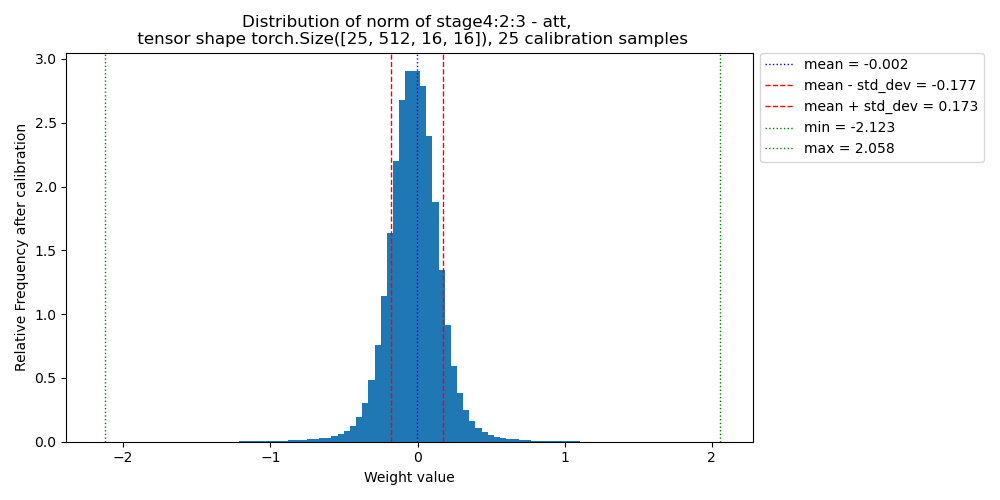 Distribution of norm of stage4:2:3 - att,
tensor shape torch.Size([25, 512, 16, 16]), 25 calibration samples
mean = -0.002
mean - std_dev = -0.177
mean + std_dev = 0.173
min = -2.123
max = 2.058
Relative Frequency after calibration
3.0
2.5
2.0
1.5
1.0
0.5
0.0
−2
−1
0
1
2
Weight value